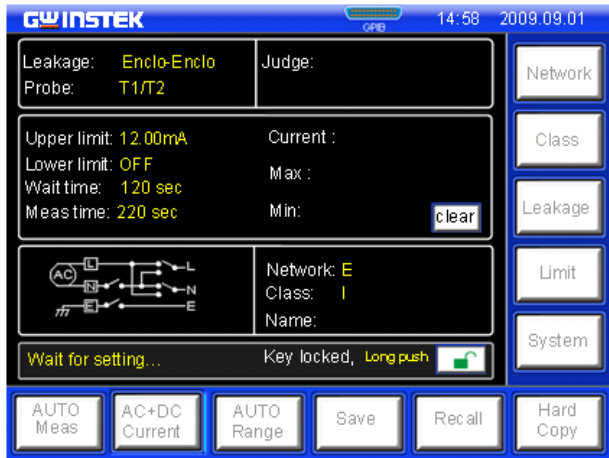 GWINSTEK GPIB 14:58 2009.09.01
Leakage: Enclo-Enclo
Probe: T1/T2
Judge:
Network
Upper limit: 12.00mA
Lower limit: OFF
Wait time: 120 sec
Meas time: 220 sec
Current :
Max :
Min:
clear
Class
Leakage
AC
L
N
E
L
N
E
Network: E
Class: I
Name:
Limit
Wait for setting...
Key locked, Long push
System
AUTO Meas
AC+DC Current
AUTO Range
Save
Recall
Hard Copy